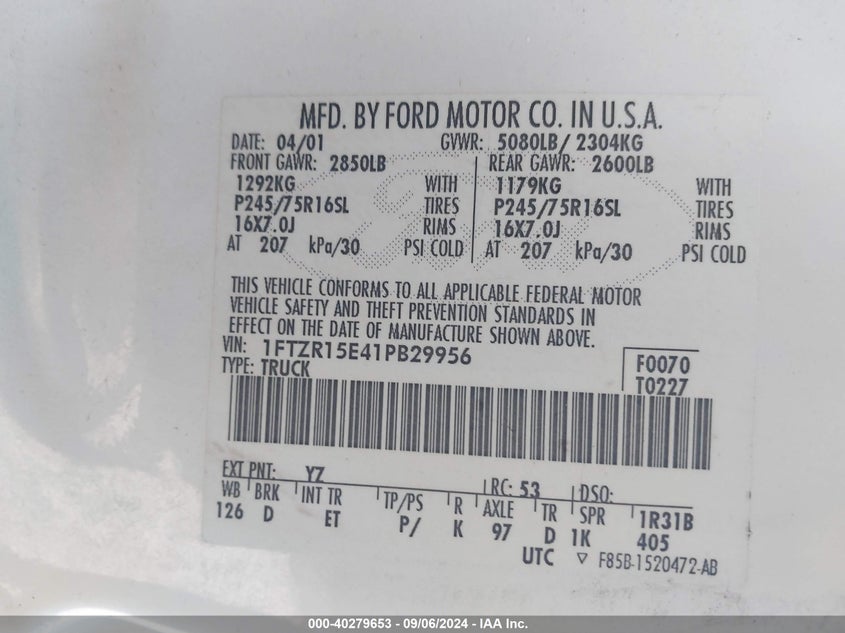 MFD. BY FORD MOTOR CO. IN U.S.A.
DATE: 04/01 GVWR: 5080LB/ 2304KG
FRONT GAWR: 2850LB REAR GAWR: 2600LB
1292KG WITH 1179KG WITH
P245/75R16SL TIRES P245/75R16SL TIRES
16X7.0J RIMS 16X7.0J RIMS
AT 207 kPa/30 PSI COLD AT 207 kPa/30 PSI COLD
THIS VEHICLE CONFORMS TO ALL APPLICABLE FEDERAL MOTOR
VEHICLE SAFETY AND THEFT PREVENTION STANDARDS IN
EFFECT ON THE DATE OF MANUFACTURE SHOWN ABOVE.
VIN: 1FTZR15E41PB29956 F0070
TYPE: TRUCK T0227
EXT PNT: YZ RC: 53 DSO:
WB BRK INT TR TP/PS R AXLE TR SPR 1R31B
126 D ET P/ K 97 D 1K 405
UTC ▽ F85B-1520472-AB
000-40279653 - 09/06/2024 - IAA Inc.